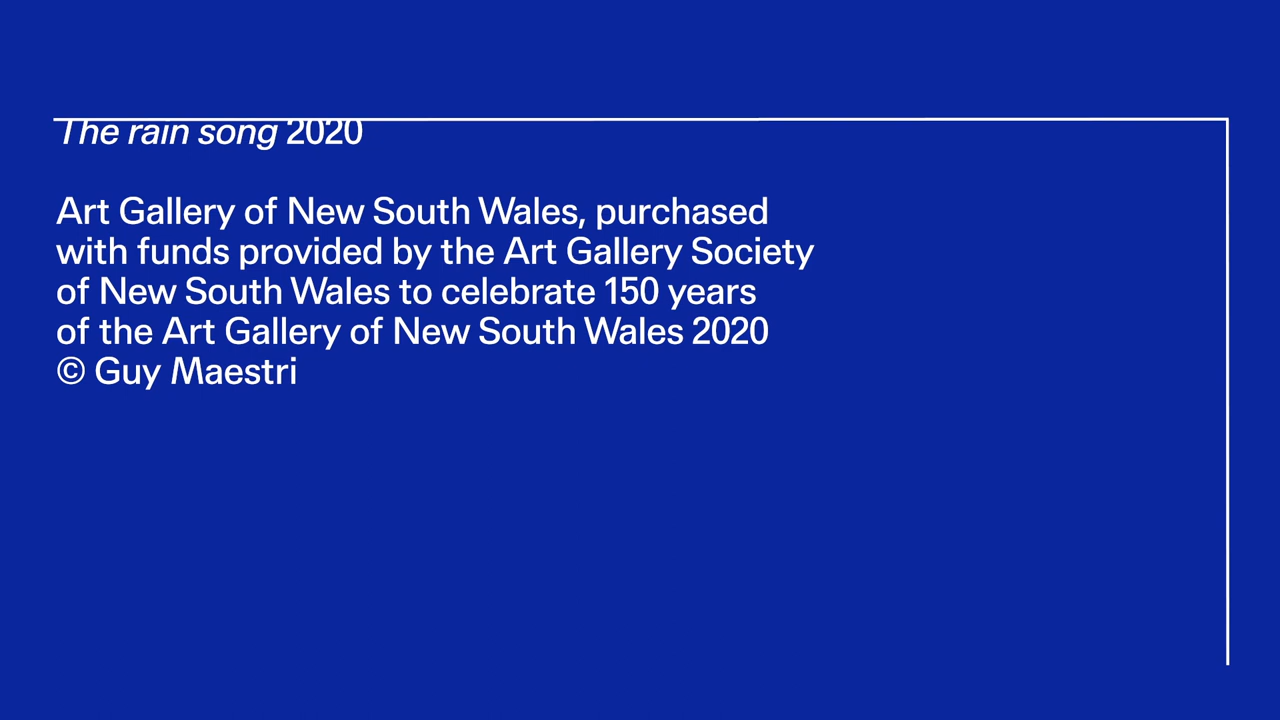 The rain song 2020
Art Gallery of New South Wales, purchased
with funds provided by the Art Gallery Society
of New South Wales to celebrate 150 years
of the Art Gallery of New South Wales 2020
© Guy Maestri